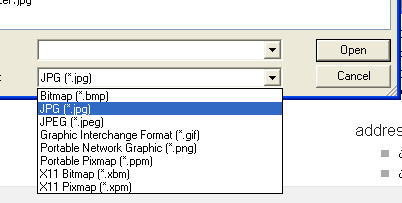 .jpg
Open
JPG (*.jpg)
Cancel
Bitmap (*.bmp)
JPG (*.jpg)
JPEG (*.jpeg)
Graphic Interchange Format (*.gif)
Portable Network Graphic (*.png)
Portable Pixmap (*.ppm)
X11 Bitmap (*.xbm)
X11 Pixmap (*.xpm)
addres